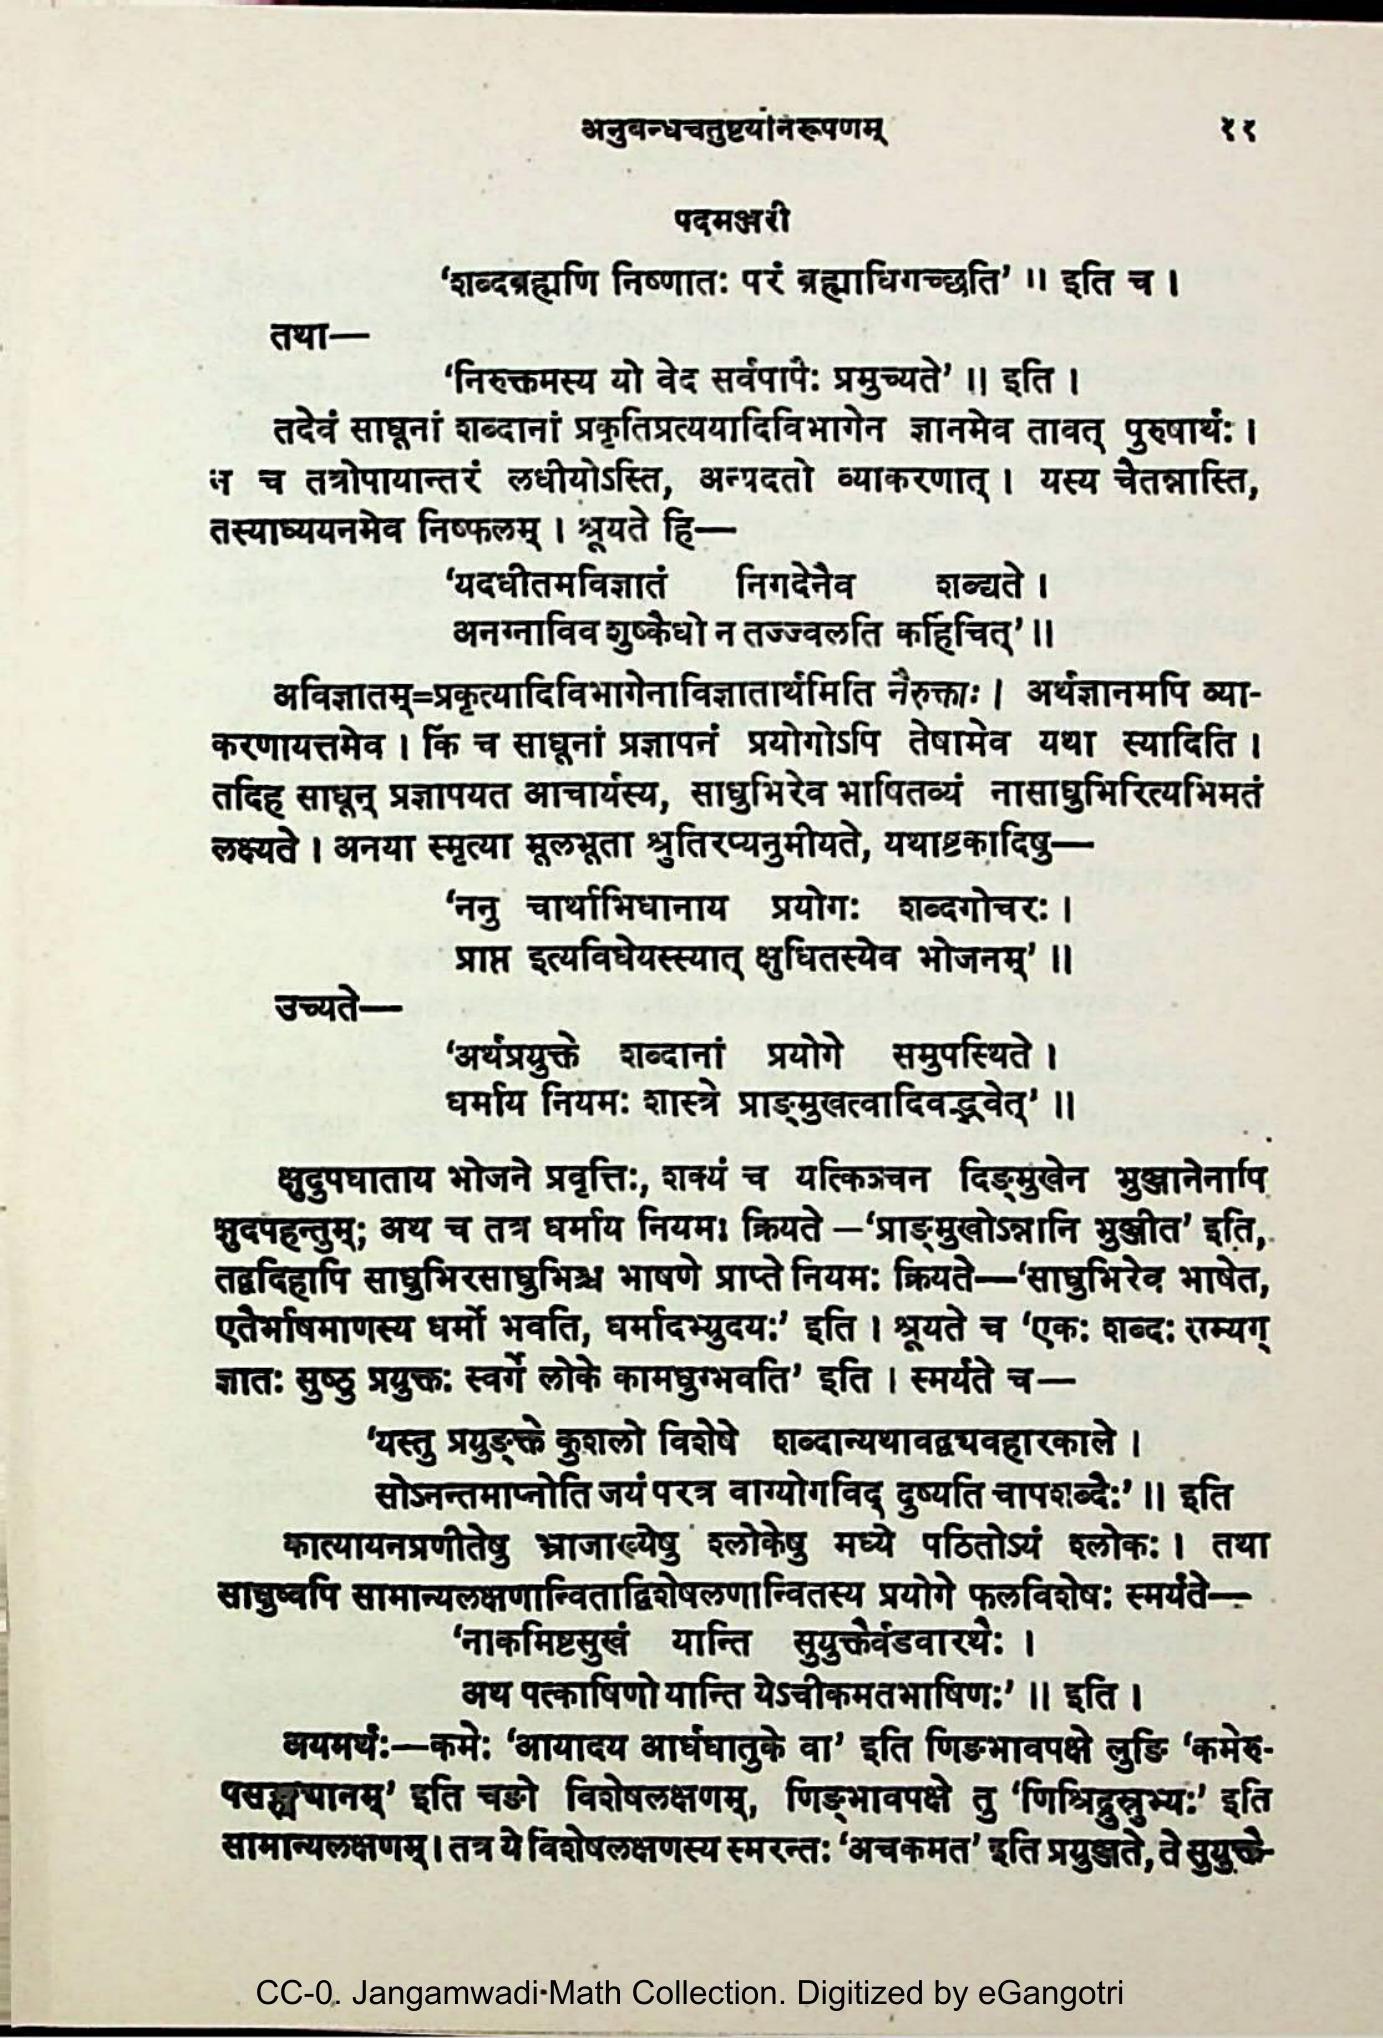 अनुबन्धचतुष्टयनिरूपणम् ११
पदमञ्जरी
‘शब्दब्रह्मणि निष्णातः परं ब्रह्माधिगच्छति’ ॥ इति च ।
तथा—
‘निरुक्तमस्य यो वेद सर्वपापैः प्रमुच्यते’ ॥ इति ।
तदेवं साधूनां शब्दानां प्रकृतिप्रत्ययादिविभागेन ज्ञानमेव तावत् पुरुषार्थः ।
न च तत्रोपायान्तरं लघीयोऽस्ति, अन्यदतो व्याकरणात् । यस्य चैतन्नास्ति,
तस्याध्ययनमेव निष्फलम् । श्रूयते हि—
‘यदधीतमविज्ञातं निगदेनैव शब्द्यते ।
अनग्नाविव शुष्कैधो न तज्ज्वलति कर्हिचित्’ ॥
अविज्ञातम्=प्रकृत्यादिविभागेनाविज्ञातार्थमिति नैरुक्ताः । अर्थज्ञानमपि व्या-
करणायत्तमेव । किं च साधूनां प्रज्ञापनं प्रयोगोऽपि तेषामेव यथा स्यादिति ।
तदिह साधून् प्रज्ञापयत आचार्यस्य, साधुभिरेव भाषितव्यं नासाधुभिरित्यभिमतं
लक्ष्यते । अनया स्मृत्या मूलभूता श्रुतिरप्यनुमीयते, यथाष्टकादिषु—
‘ननु चार्थाभिधानाय प्रयोगः शब्दगोचरः ।
प्राप्त इत्यविधेयस्स्यात् क्षुधितस्येव भोजनम्’ ॥
उच्यते—
‘अर्थप्रयुक्ते शब्दानां प्रयोगे समुपस्थिते ।
धर्माय नियमः शास्त्रे प्राङ्मुखत्वादिवद्भवेत्’ ॥
क्षुदुपघाताय भोजने प्रवृत्तिः, शक्यं च यत्किञ्चन दिङ्मुखेन भुञ्जानेनापि
क्षुदपहन्तुम्; अथ च तत्र धर्माय नियमः क्रियते —‘प्राङ्मुखोऽन्नानि भुञ्जीत’ इति,
तद्वदिहापि साधुभिरसाधुभिश्च भाषणे प्राप्ते नियमः क्रियते—‘साधुभिरेव भाषेत,
एतैर्भाषमाणस्य धर्मो भवति, धर्मादभ्युदयः’ इति । श्रूयते च ‘एकः शब्दः सम्यग्
ज्ञातः सुष्ठु प्रयुक्तः स्वर्गे लोके कामधुग्भवति’ इति । स्मर्यते च—
‘यस्तु प्रयुङ्क्ते कुशलो विशेषे शब्दान्यथावद्व्यवहारकाले ।
सोऽनन्तमाप्नोति जयं परत्र वाग्योगविद् दुष्यति चापशब्दैः’ ॥ इति
कात्यायनप्रणीतेषु भ्राजाख्येषु श्लोकेषु मध्ये पठितोऽयं श्लोकः । तथा
साधुष्वपि सामान्यलक्षणान्विताद्विशेषलणान्वितस्य प्रयोगे फलविशेषः स्मर्यते—
‘नाकमिष्टसुखं यान्ति सुयुक्तैर्वडवारथैः ।
अथ पत्काषिणो यान्ति येऽचीकमतभाषिणः’ ॥ इति ।
अयमर्थः—कमेः ‘आयादय आर्धधातुके वा’ इति णिङभावपक्षे लुङि ‘कमेरु-
पसङ्ख्यानम्’ इति चङो विशेषलक्षणम्, णिङ्भावपक्षे तु ‘णिश्रिद्रुस्रुभ्यः’ इति
सामान्यलक्षणम् । तत्र ये विशेषलक्षणस्य स्मरन्तः ‘अचकमत’ इति प्रयुञ्जते, ते सुयुक्तै-
CC-0. Jangamwadi Math Collection. Digitized by eGangotri